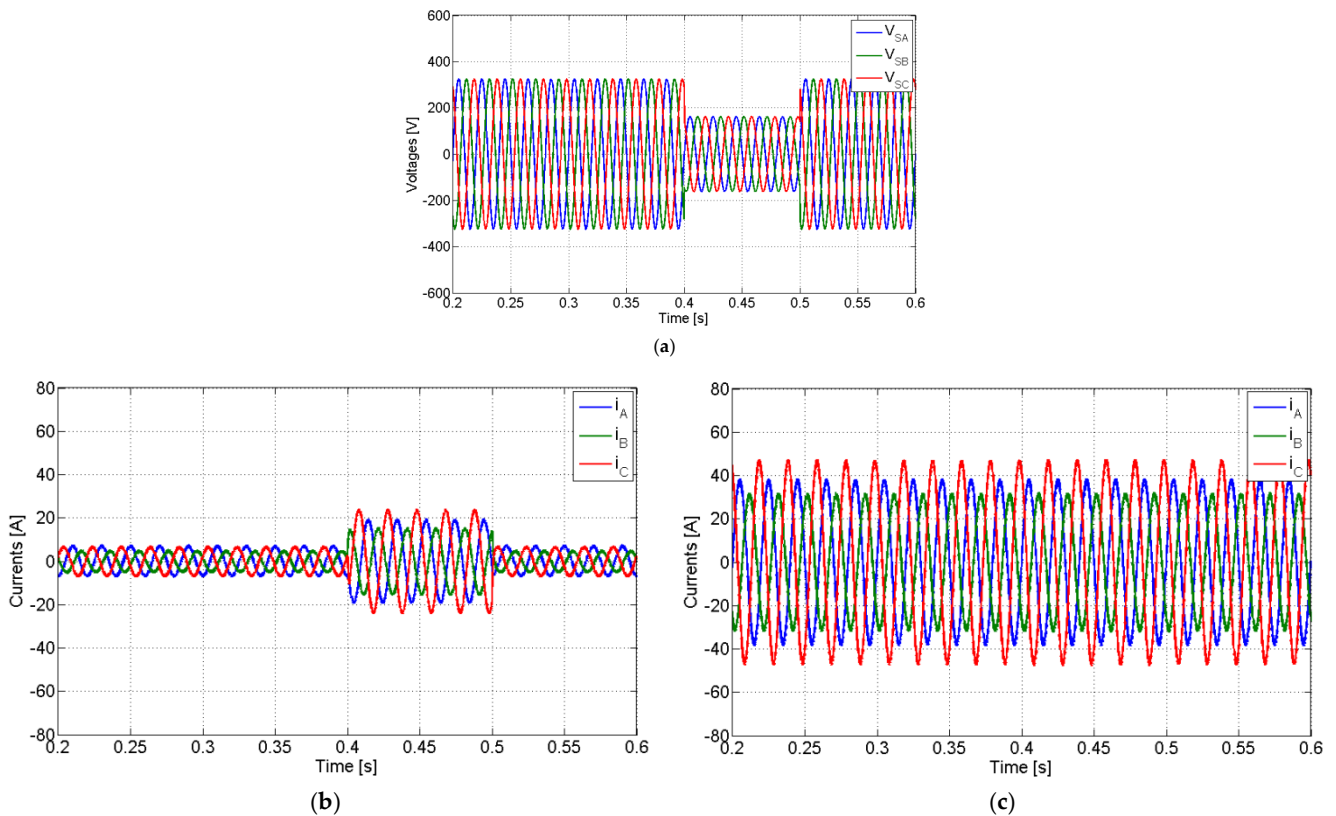 600
400
200
0
-200
-400
-600
Voltages [V]
V_SA
V_SB
V_SC
0.2 0.25 0.3 0.35 0.4 0.45 0.5 0.55 0.6
Time [s]
(a)
80
60
40
20
0
-20
-40
-60
-80
Currents [A]
i_A
i_B
i_C
0.2 0.25 0.3 0.35 0.4 0.45 0.5 0.55 0.6
Time [s]
(b)
80
60
40
20
0
-20
-40
-60
-80
Currents [A]
i_A
i_B
i_C
0.2 0.25 0.3 0.35 0.4 0.45 0.5 0.55 0.6
Time [s]
(c)